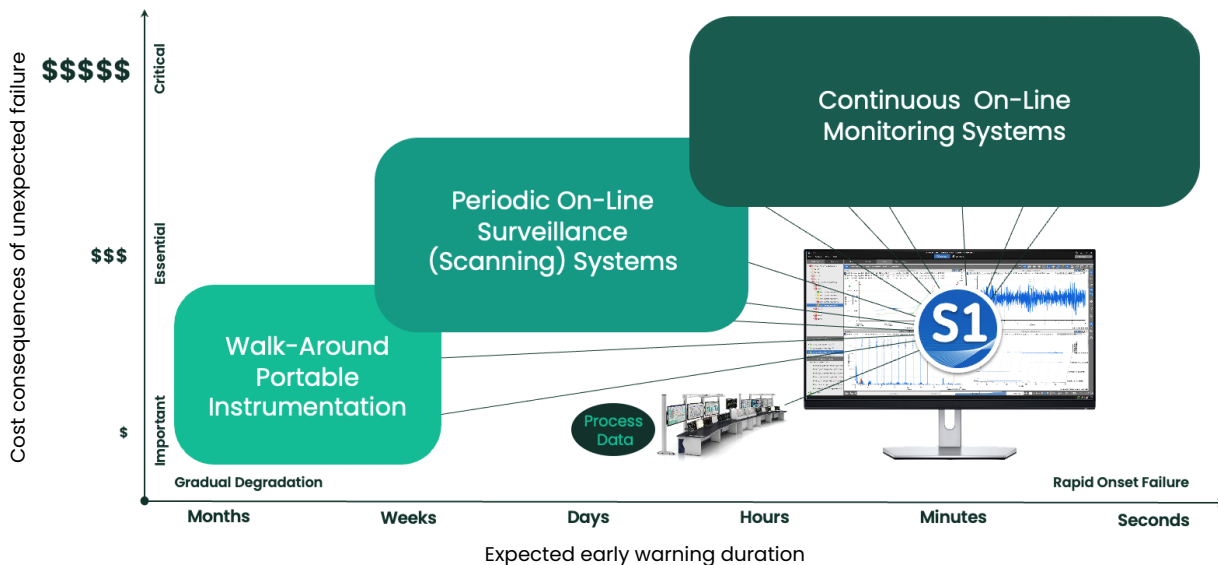 Cost consequences of unexpected failure
$$$$$
$$$
$
Critical
Essential
Important
Continuous On-Line
Monitoring Systems
Periodic On-Line
Surveillance
(Scanning) Systems
Walk-Around
Portable
Instrumentation
S1
Process
Data
Gradual Degradation
Rapid Onset Failure
Months
Weeks
Days
Hours
Minutes
Seconds
Expected early warning duration